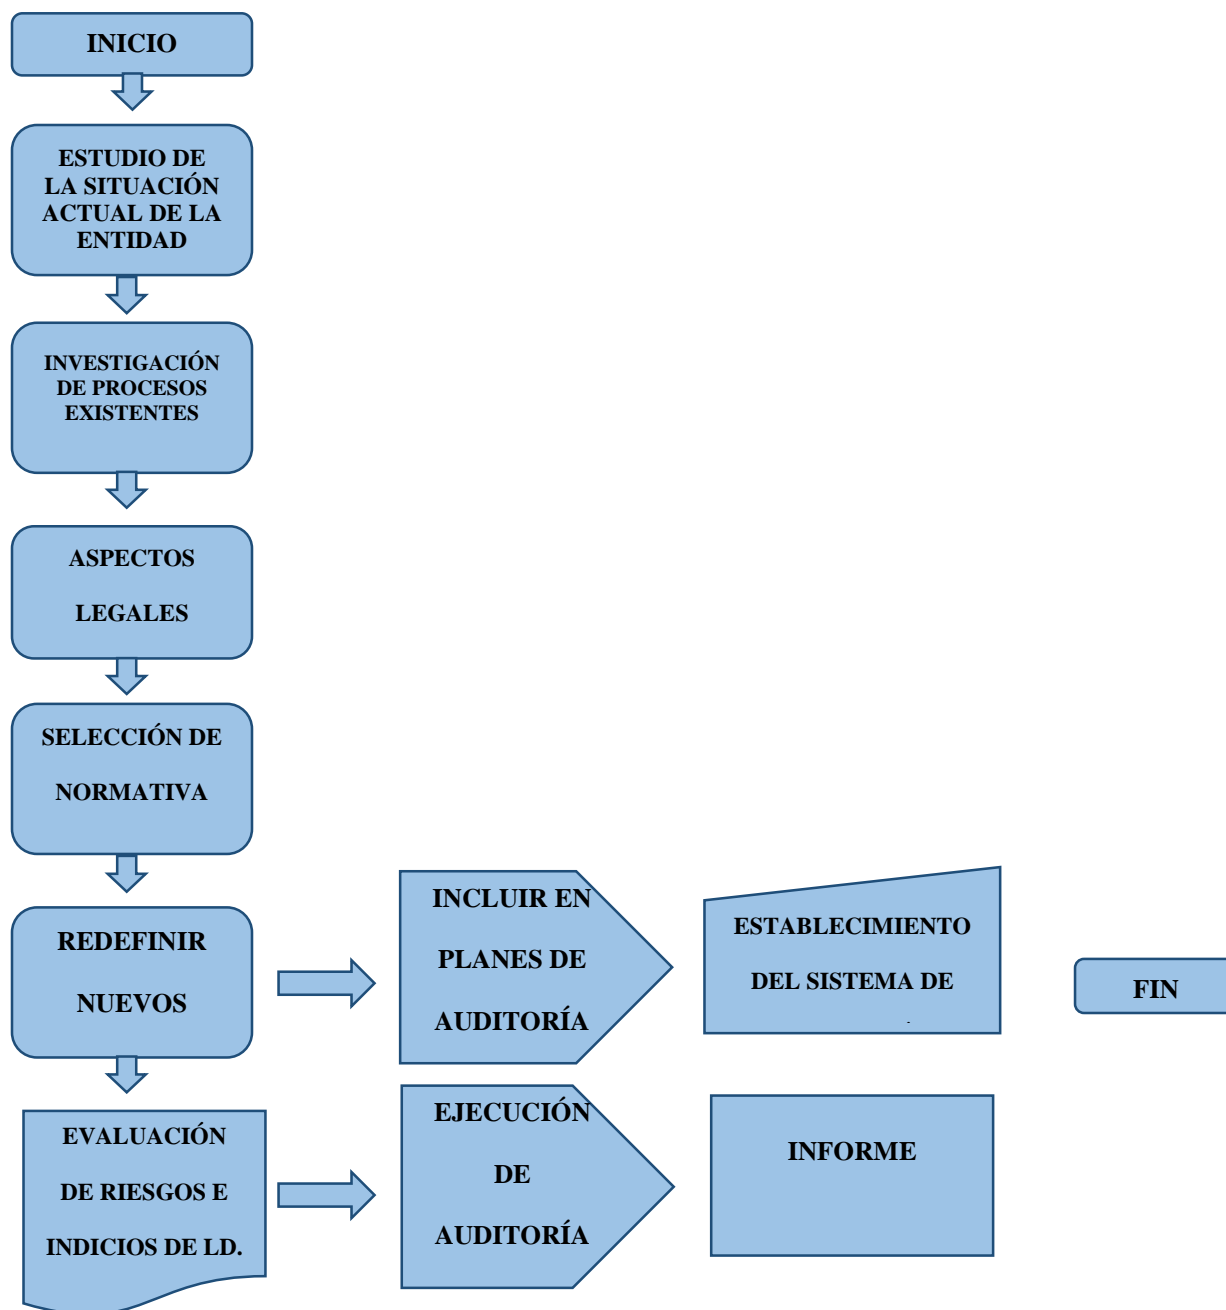 INICIO
ESTUDIO DE
LA SITUACIÓN
ACTUAL DE LA
ENTIDAD
INVESTIGACIÓN
DE PROCESOS
EXISTENTES
ASPECTOS
LEGALES
SELECCIÓN DE
NORMATIVA
REDEFINIR
NUEVOS
INCLUIR EN
PLANES DE
AUDITORÍA
ESTABLECIMIENTO
DEL SISTEMA DE
FIN
EVALUACIÓN
DE RIESGOS E
INDICIOS DE LD.
EJECUCIÓN
DE
AUDITORÍA
INFORME